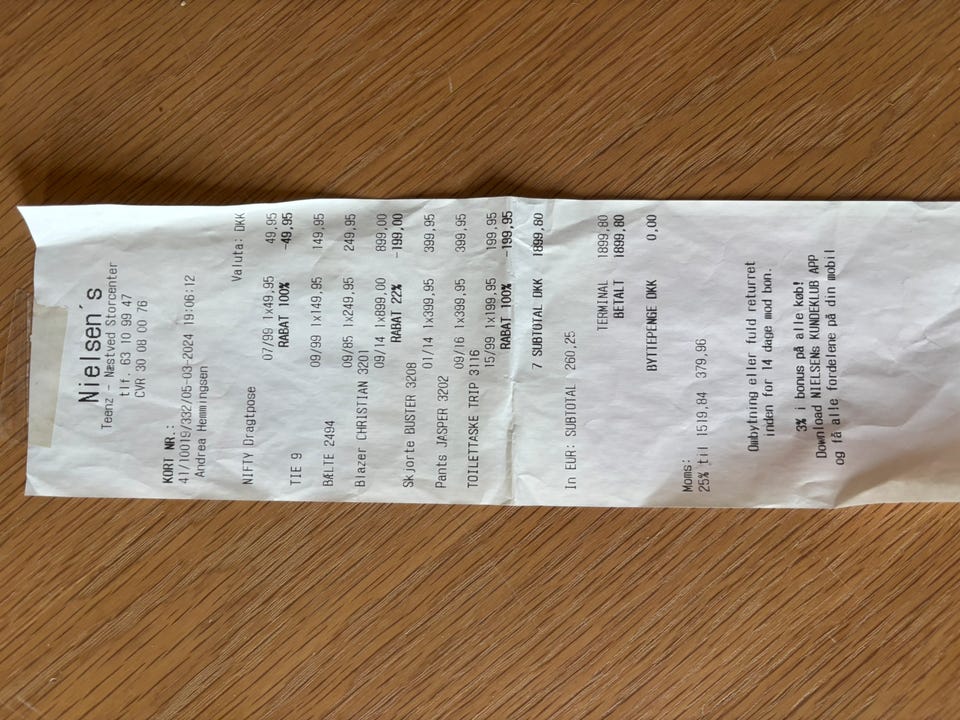 Nielsen´s
Teenz - Næstved Storcenter
tlf. 63 10 99 47
CVR 30 08 00 76
KORT NR.:
41/10019/332/05-03-2024 19:06:12
Andrea Hemmingsen
Valuta: DKK
NIFTY Dragtpose
07/99 1x49,95 49,95
RABAT 100% -49,95
TIE 9
09/99 1x149,95 149,95
BÆLTE 2494
09/85 1x249,95 249,95
Blazer CHRISTIAN 3201
09/14 1x899,00 899,00
RABAT 22% -199,00
Skjorte BUSTER 3208
01/14 1x399,95 399,95
Pants JASPER 3202
09/16 1x399,95 399,95
TOILETTASKE TRIP 3116
15/99 1x199,95 199,95
RABAT 100% -199,95
7 SUBTOTAL DKK 1899,80
In EUR: SUBTOTAL 260,25
TERMINAL 1899,80
BETALT 1899,80
BYTTEPENGE DKK 0,00
Moms:
25% til 1519,84 379,96
Ombytning eller fuld returret
inden for 14 dage mod bon.
3% i bonus på alle køb!
Download NIELSENs KUNDEKLUB APP
og få alle fordelene på din mobil